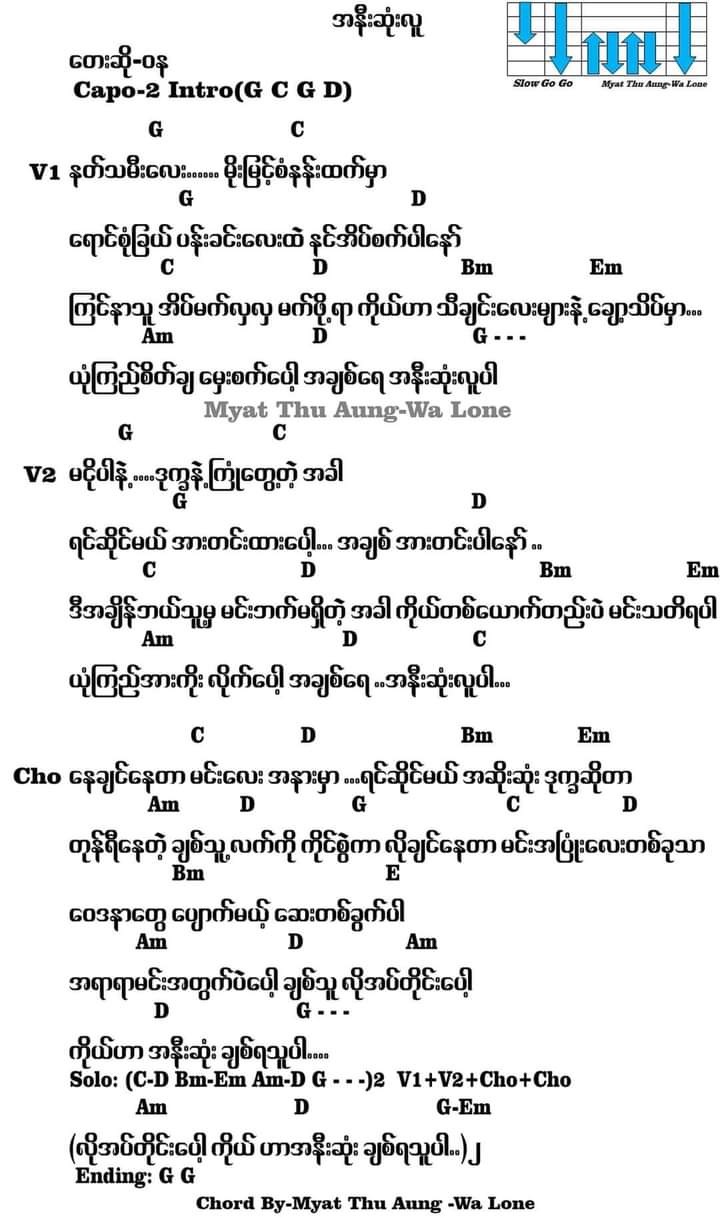 အနီးဆုံးလူ
တေးဆို-ဝန
Capo-2 Intro(G C G D)
Slow Go Go Myat Thu Aung-Wa Lone
G C
V1 နတ်သမီးလေး....... မိုးမြင့်စံနန်းထက်မှာ
G D
ရောင်စုံခြယ် ပန်းခင်းလေးထဲ နင်အိပ်စက်ပါနော်
C D Bm Em
ကြင်နာသူ အိပ်မက်လှလှ မက်ဖို့ရာ ကိုယ်ဟာ သီချင်းလေးများနဲ့ ချော့သိပ်မှာ...
Am D G - - -
ယုံကြည်စိတ်ချ မှေးစက်ပေါ့ အချစ်ရေ အနီးဆုံးလူပါ
Myat Thu Aung-Wa Lone
G C
V2 မငိုပါနဲ့ ....ဒုက္ခနဲ့ ကြုံတွေ့တဲ့ အခါ
G D
ရင်ဆိုင်မယ် အားတင်းထားပေါ့... အချစ် အားတင်းပါနော် ..
C D Bm Em
ဒီအချိန်ဘယ်သူမှ မင်းဘက်မရှိတဲ့ အခါ ကိုယ်တစ်ယောက်တည်းပဲ မင်းသတိရပါ
Am D C
ယုံကြည်အားကိုး လိုက်ပေါ့ အချစ်ရေ ..အနီးဆုံးလူပါ...
C D Bm Em
Cho နေချင်နေတာ မင်းလေး အနားမှာ ...ရင်ဆိုင်မယ် အဆိုးဆုံး ဒုက္ခဆိုတာ
Am D G C D
တုန်ရီနေတဲ့ ချစ်သူ့လက်ကို ကိုင်စွဲကာ လိုချင်နေတာ မင်းအပြုံးလေးတစ်ခုသာ
Bm E
ဝေဒနာတွေ ပျောက်မယ့် ဆေးတစ်ခွက်ပါ
Am D Am
အရာရာမင်းအတွက်ပဲပေါ့ ချစ်သူ လိုအပ်တိုင်းပေါ့
D G - - -
ကိုယ်ဟာ အနီးဆုံး ချစ်ရသူပါ....
Solo: (C-D Bm-Em Am-D G - - -)2 V1+V2+Cho+Cho
Am D G-Em
(လိုအပ်တိုင်းပေါ့ ကိုယ် ဟာအနီးဆုံး ချစ်ရသူပါ..)၂
Ending: G G
Chord By-Myat Thu Aung -Wa Lone